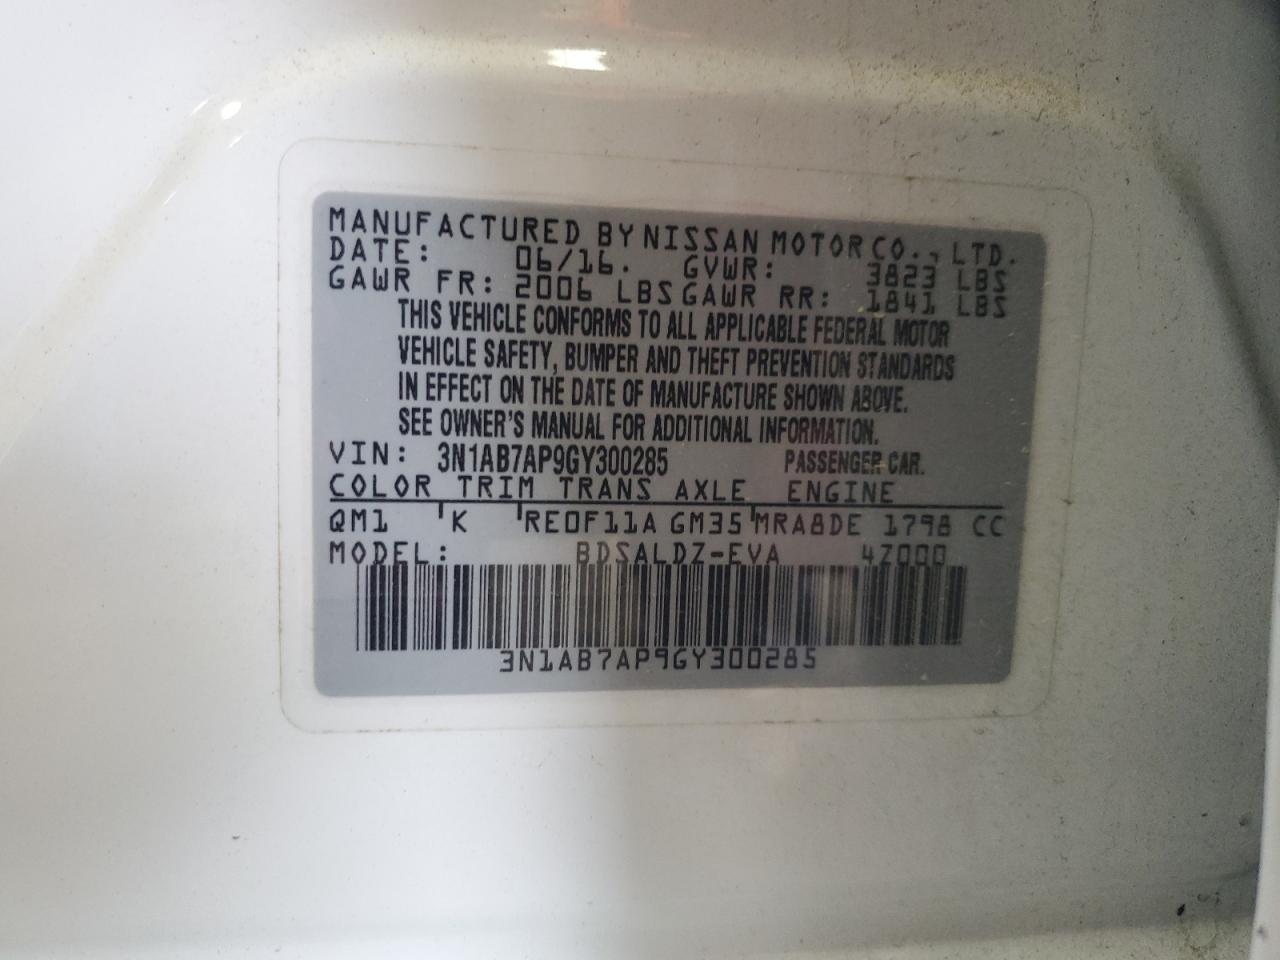 MANUFACTURED BY NISSAN MOTOR CO., LTD.
DATE: 06/16. GVWR: 3823 LBS
GAWR FR: 2006 LBS GAWR RR: 1841 LBS
THIS VEHICLE CONFORMS TO ALL APPLICABLE FEDERAL MOTOR
VEHICLE SAFETY, BUMPER AND THEFT PREVENTION STANDARDS
IN EFFECT ON THE DATE OF MANUFACTURE SHOWN ABOVE.
SEE OWNER'S MANUAL FOR ADDITIONAL INFORMATION.
VIN: 3N1AB7AP9GY300285 PASSENGER CAR.
COLOR TRIM TRANS AXLE ENGINE
QM1 K RE0F11A GM35 MRA8DE 1798 CC
MODEL: BDSALDZ-EVA 4Z000
3N1AB7AP9GY300285